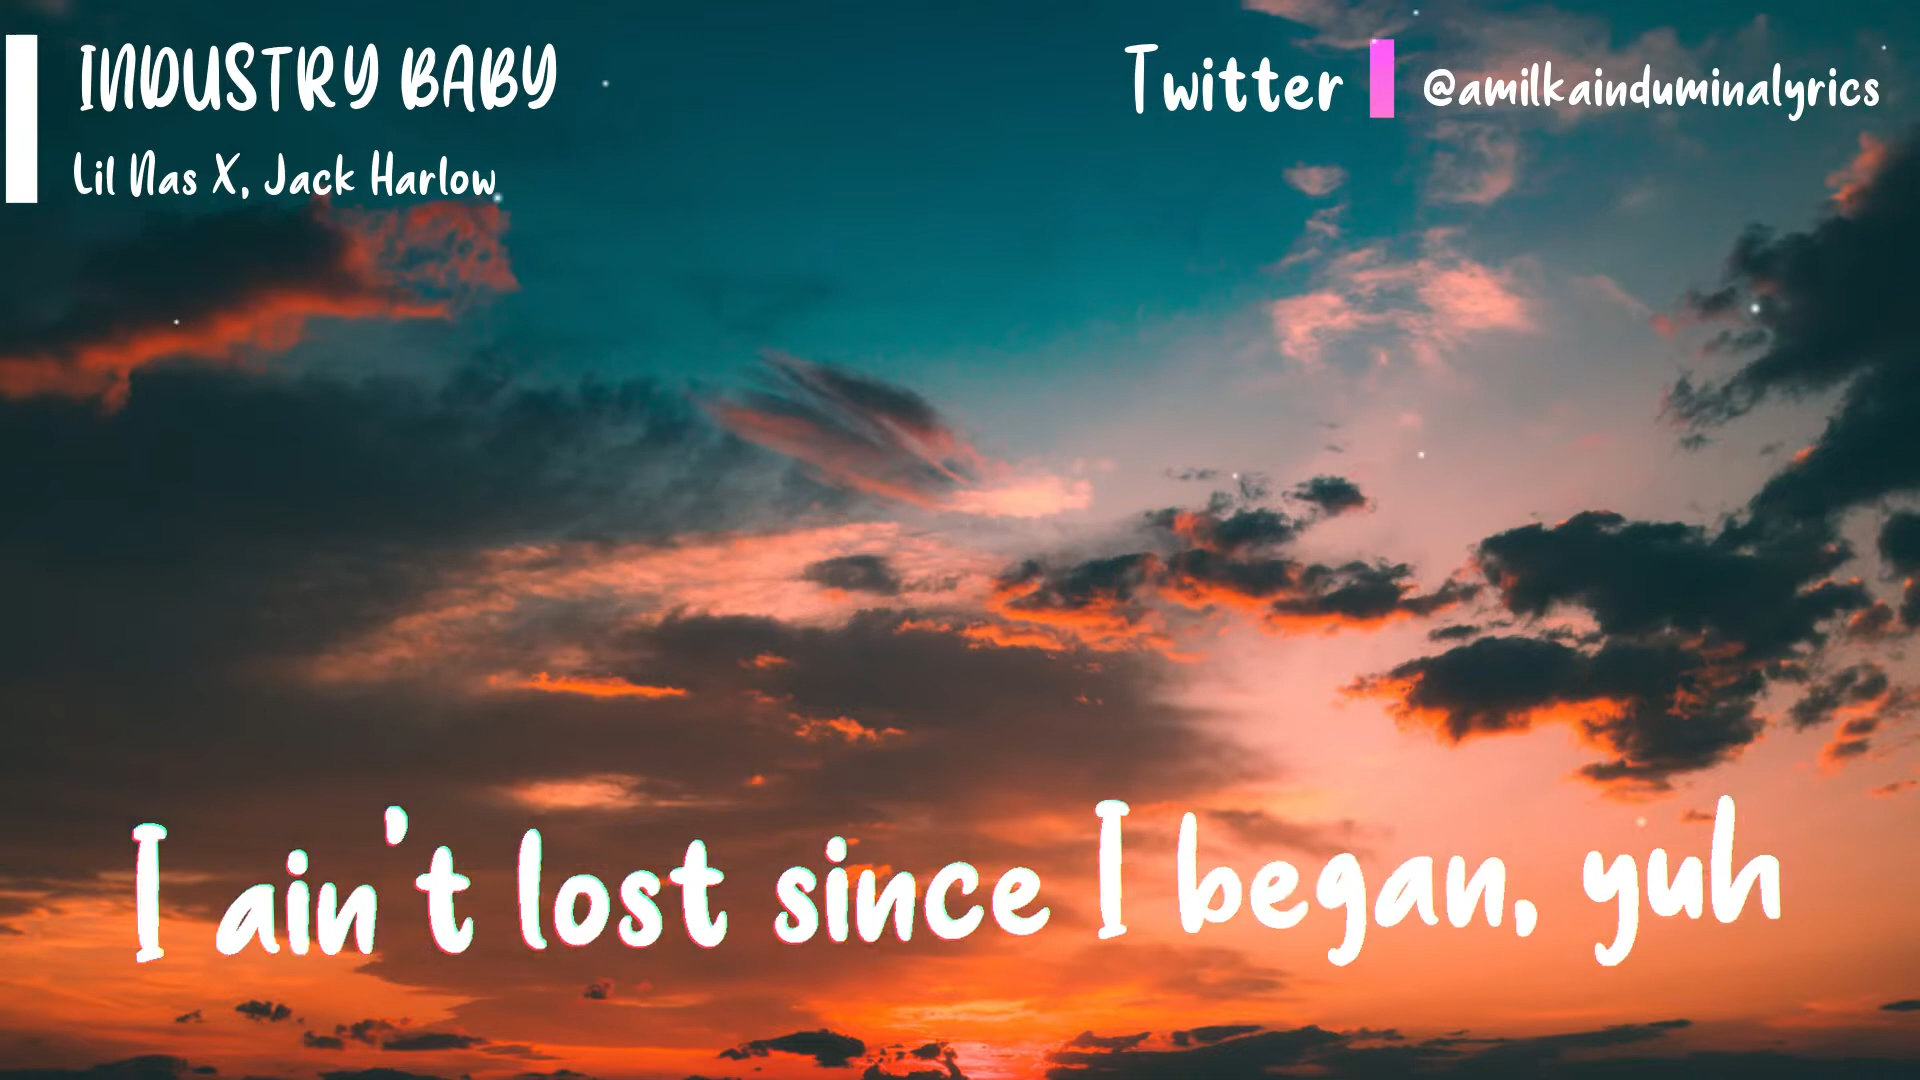 INDUSTRY BABY
Lil Nas X, Jack Harlow
Twitter @amilkainduminalyrics
I ain't lost since I began, yuh